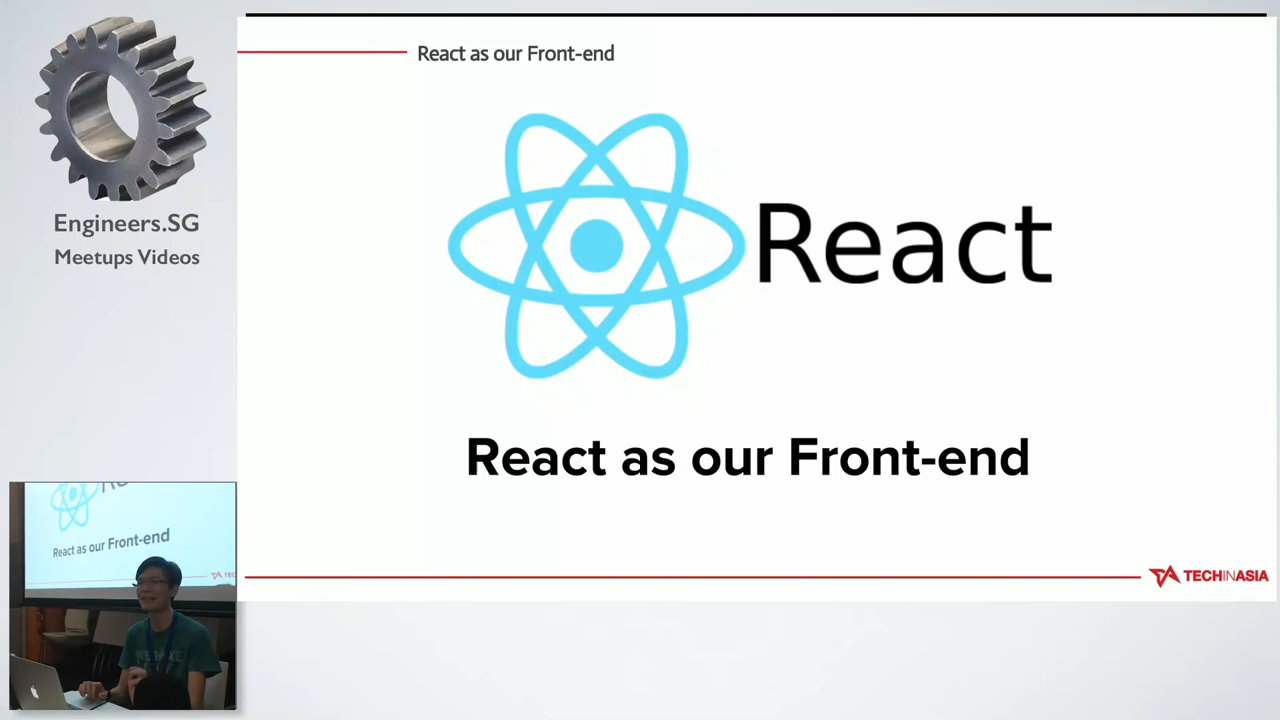 React as our Front-end
Engineers.SG
Meetups Videos
React
React as our Front-end
TECHINASIA
React as our Front-end